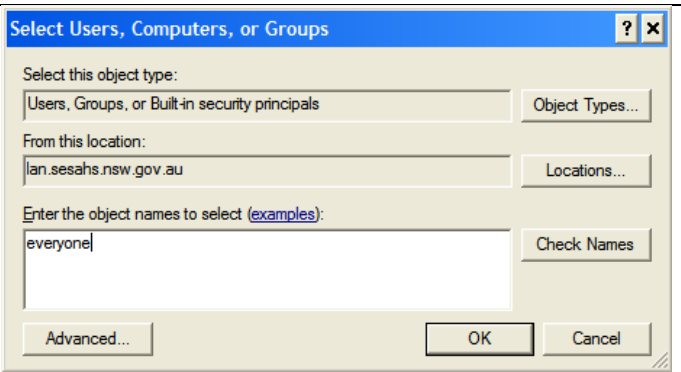 Select Users, Computers, or Groups
Select this object type:
Users, Groups, or Built-in security principals
Object Types...
From this location:
lan.sesahs.nsw.gov.au
Locations...
Enter the object names to select (examples):
everyone
Check Names
Advanced...
OK
Cancel